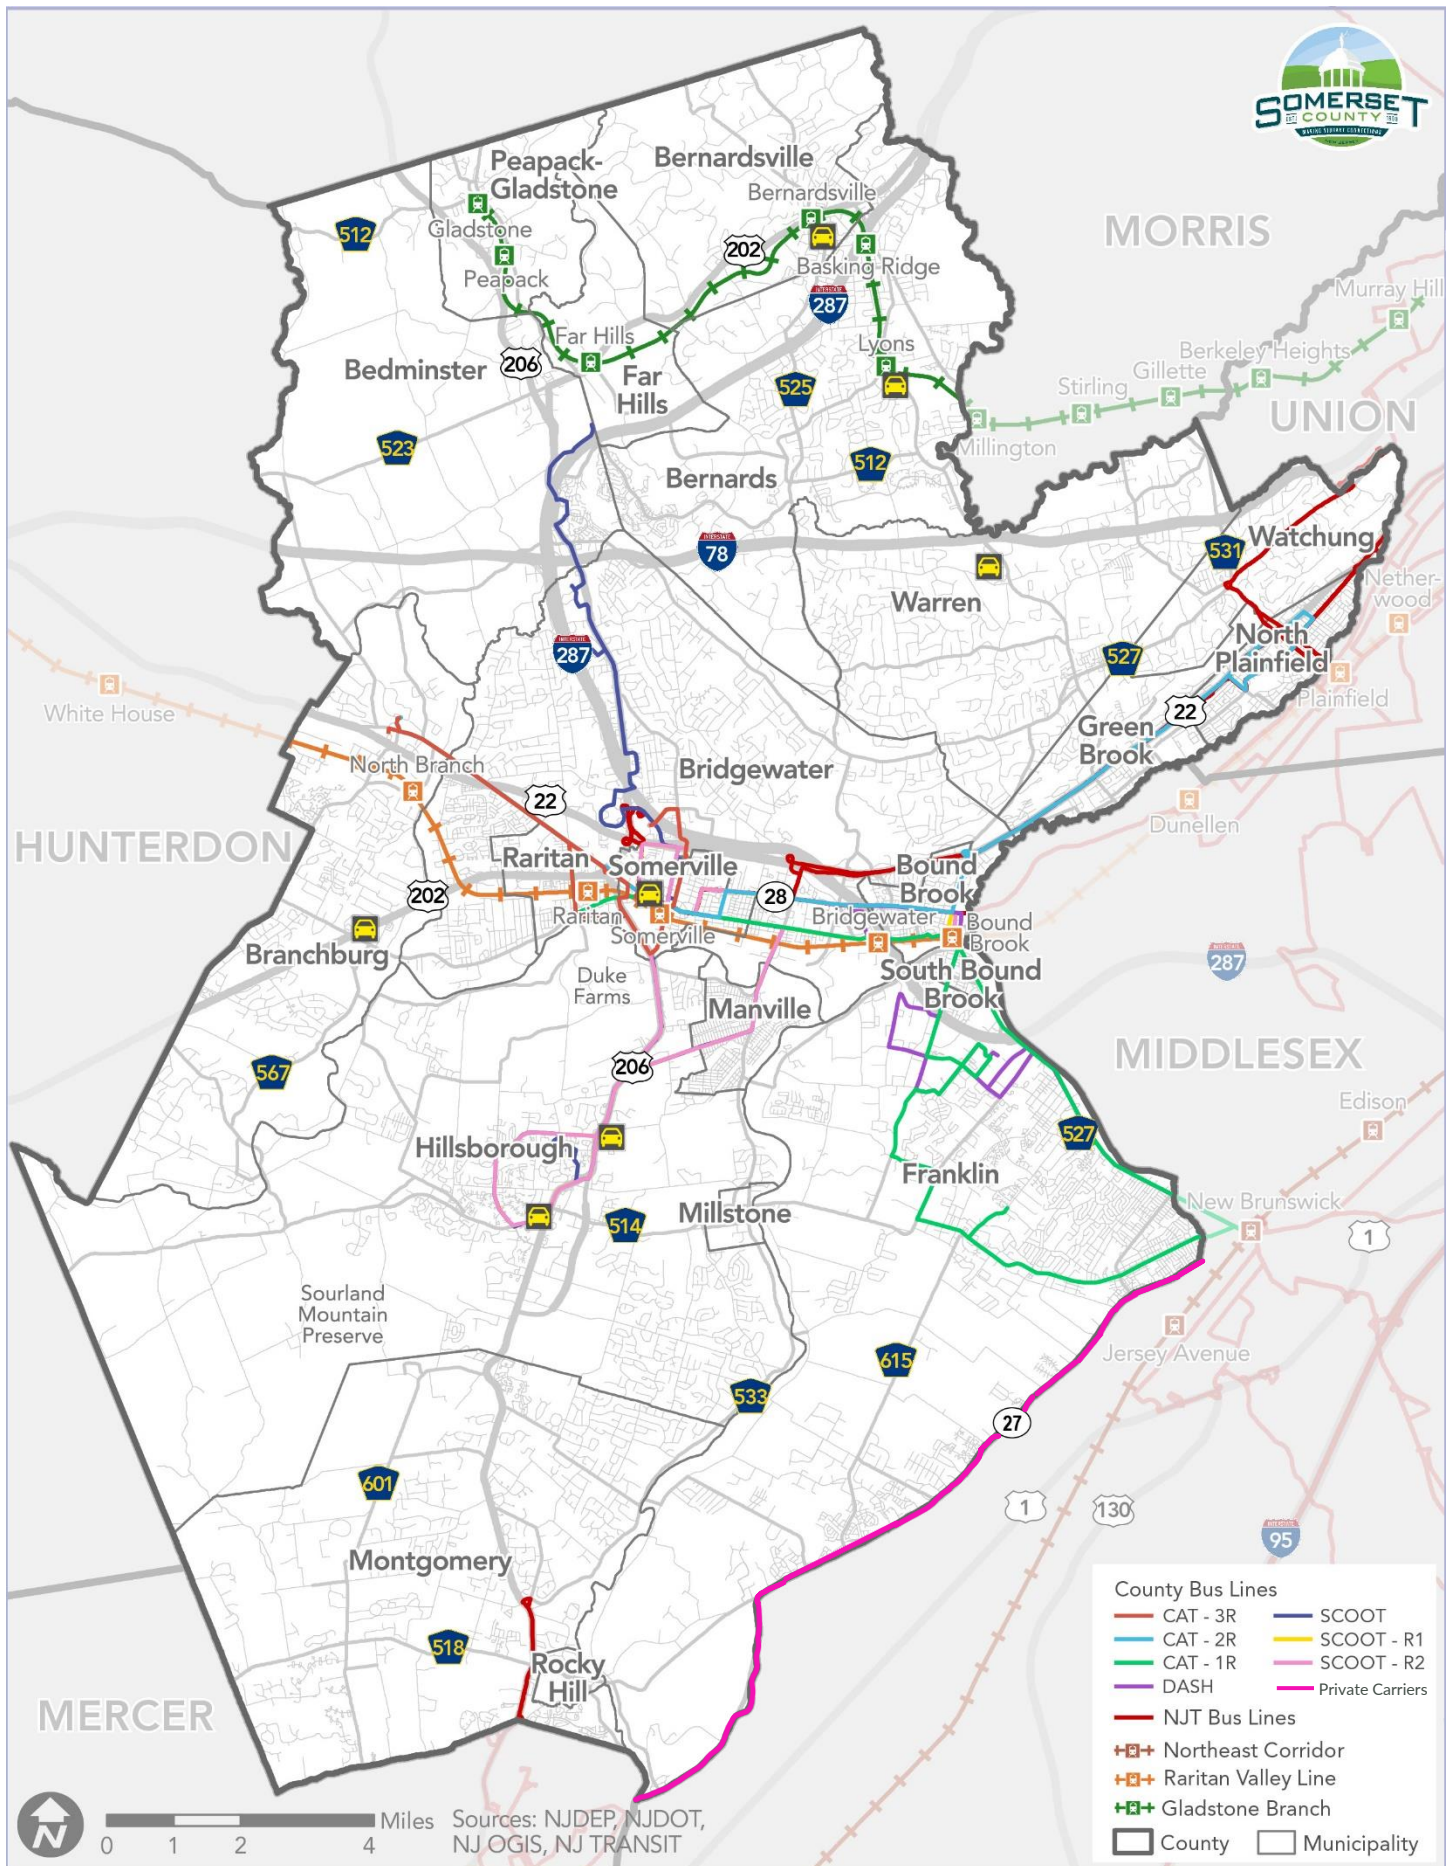 SOMERSET
COUNTY
MORRIS
UNION
HUNTERDON
MIDDLESEX
MERCER
Peapack-
Gladstone
Bernardsville
Bernardsville
Gladstone
Peapack
512
202
Basking Ridge
287
Murray Hill
Far Hills
Lyons
Berkeley Heights
Gillette
Stirling
Bedminster
206
Far
Hills
525
Millington
523
Bernards
512
78
Watchung
531
Warren
Nether-
wood
287
527
North
Plainfield
White House
Plainfield
22
Green
Brook
North Branch
Bridgewater
22
Dunellen
Raritan
Somerville
Bound
Brook
202
28
Raritan
Somerville
Bridgewater
Bound
Brook
Branchburg
Duke
Farms
South Bound
Brook
287
Manville
206
567
Edison
Hillsborough
527
Franklin
New Brunswick
514
Millstone
1
Sourland
Mountain
Preserve
Jersey Avenue
615
533
27
601
1
130
95
Montgomery
518
Rocky
Hill
County Bus Lines
CAT - 3R
SCOOT
CAT - 2R
SCOOT - R1
CAT - 1R
SCOOT - R2
DASH
Private Carriers
NJT Bus Lines
Northeast Corridor
Raritan Valley Line
Gladstone Branch
County
Municipality
N
Miles
0 1 2 4
Sources: NJDEP, NJDOT,
NJ OGIS, NJ TRANSIT